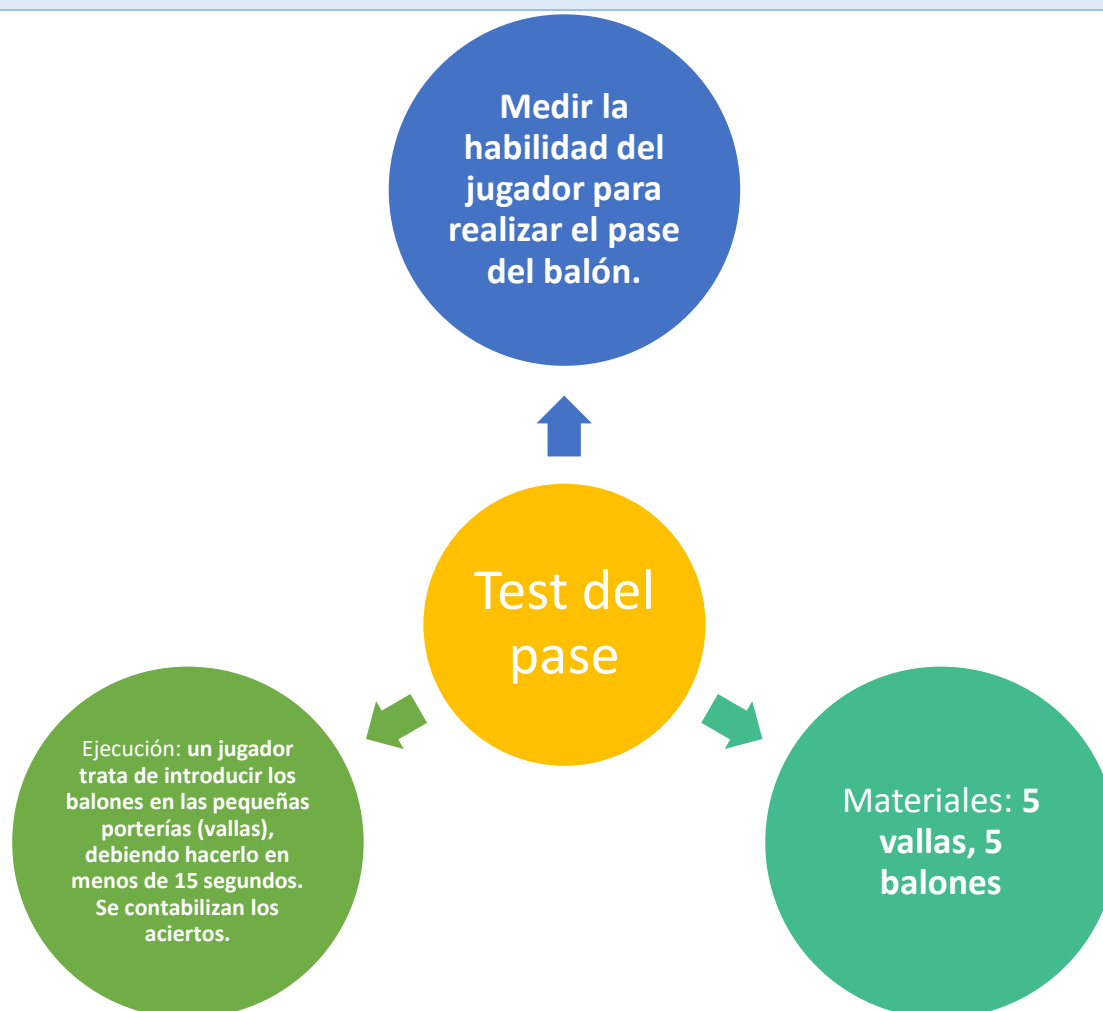 Medir la
habilidad del
jugador para
realizar el pase
del balón.
Test del
pase
Ejecución: un jugador
trata de introducir los
balones en las pequeñas
porterías (vallas),
debiendo hacerlo en
menos de 15 segundos.
Se contabilizan los
aciertos.
Materiales: 5
vallas, 5
balones